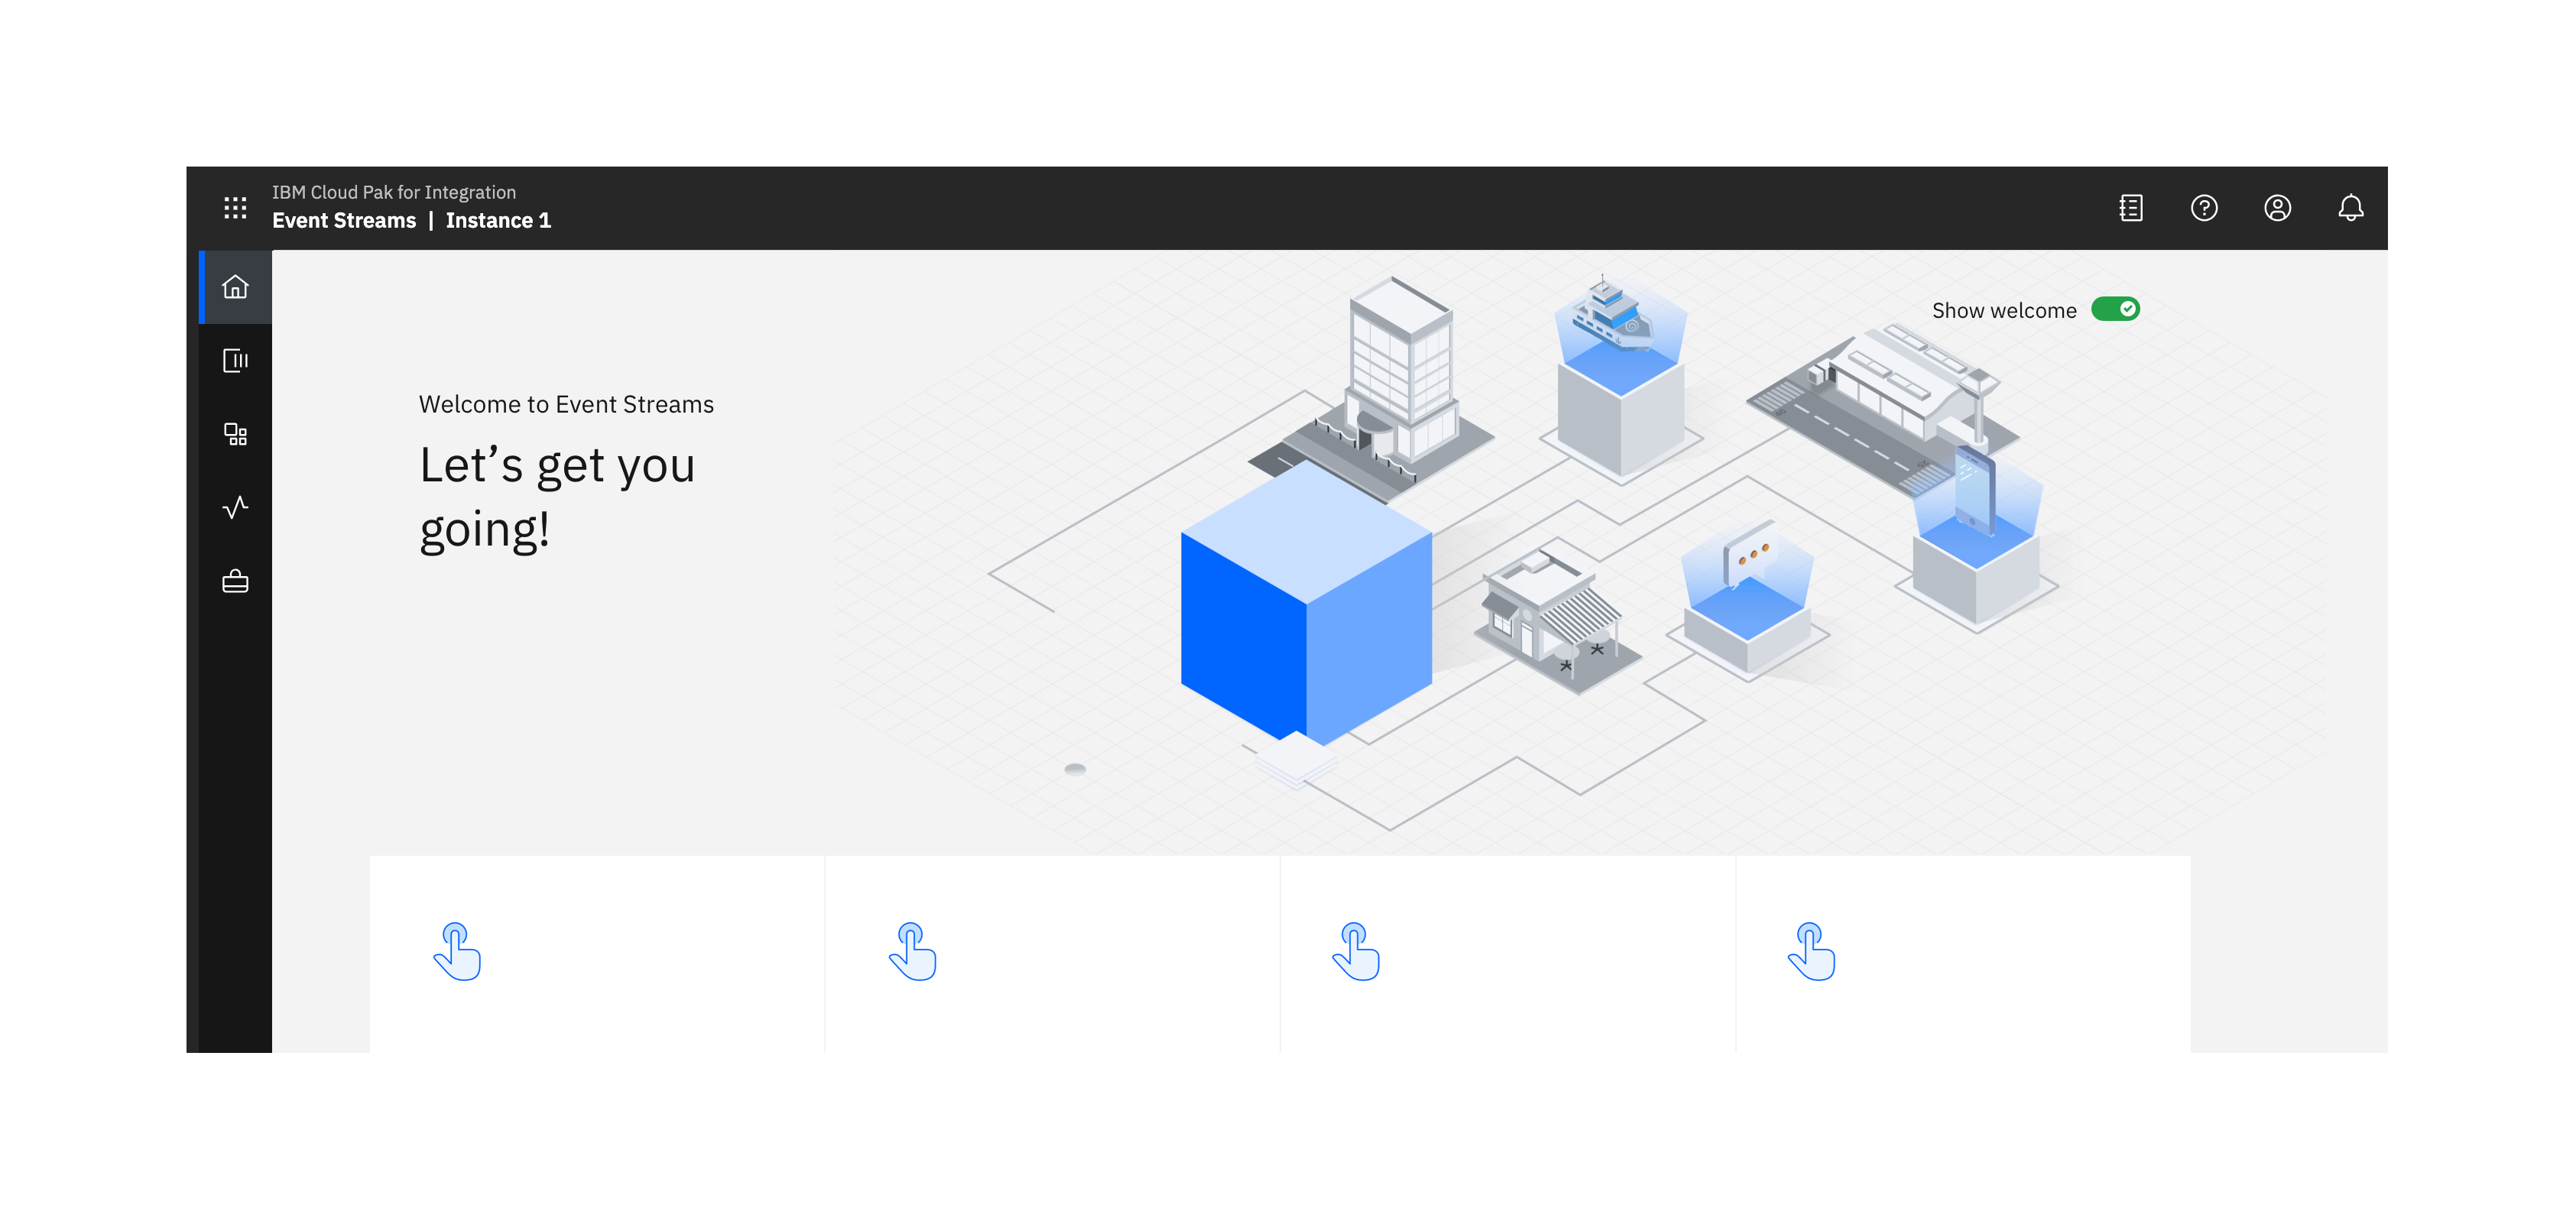 IBM Cloud Pak for Integration
Event Streams | Instance 1
Show welcome
Welcome to Event Streams
Let’s get you
going!